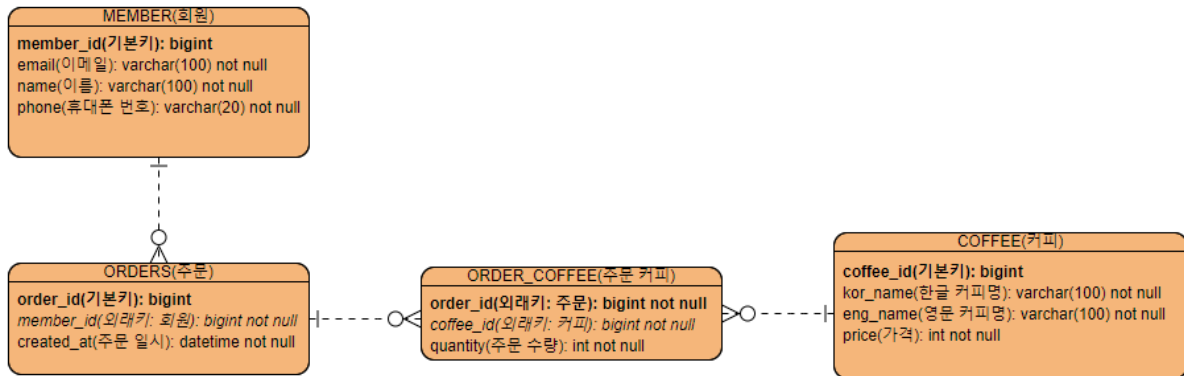 MEMBER(회원)
member_id(기본키): bigint
email(이메일): varchar(100) not null
name(이름): varchar(100) not null
phone(휴대폰 번호): varchar(20) not null
ORDERS(주문)
order_id(기본키): bigint
member_id(외래키: 회원): bigint not null
created_at(주문 일시): datetime not null
ORDER_COFFEE(주문 커피)
order_id(외래키: 주문): bigint not null
coffee_id(외래키: 커피): bigint not null
quantity(주문 수량): int not null
COFFEE(커피)
coffee_id(기본키): bigint
kor_name(한글 커피명): varchar(100) not null
eng_name(영문 커피명): varchar(100) not null
price(가격): int not null